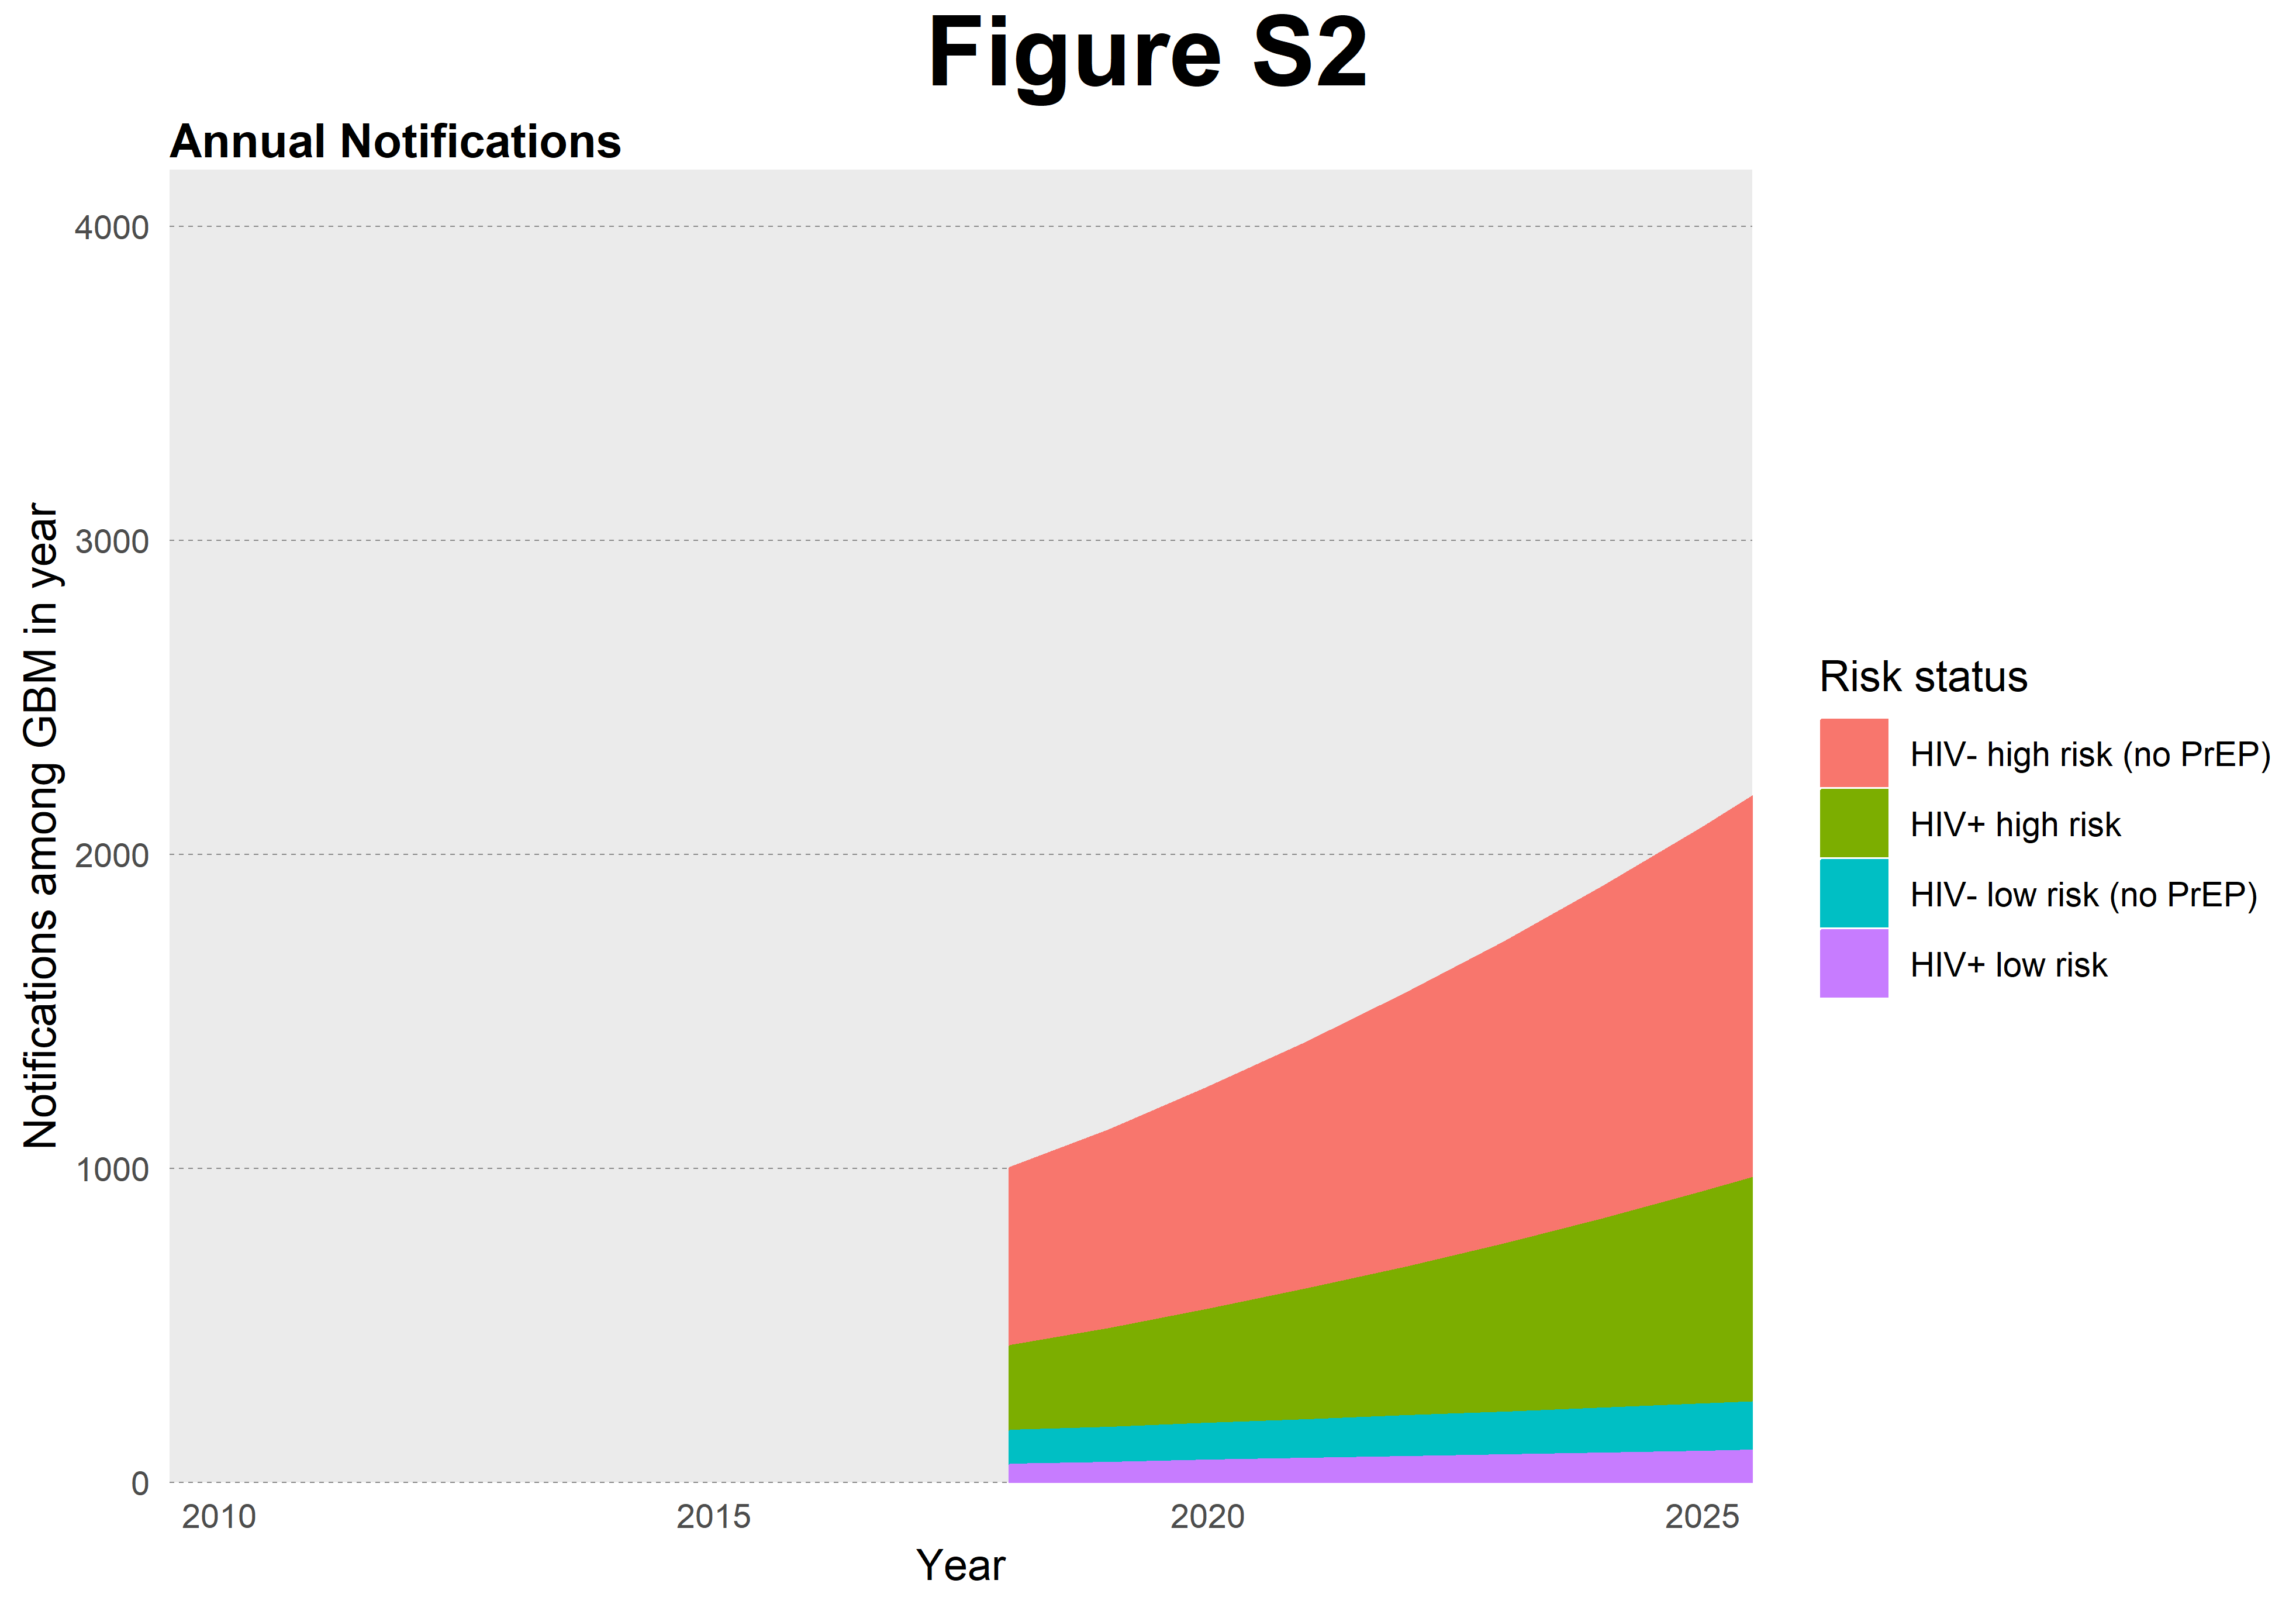 Figure S2
Annual Notifications
Notifications among GBM in year
4000
3000
2000
1000
0
2010
2015
2020
2025
Year
Risk status
HIV- high risk (no PrEP)
HIV+ high risk
HIV- low risk (no PrEP)
HIV+ low risk